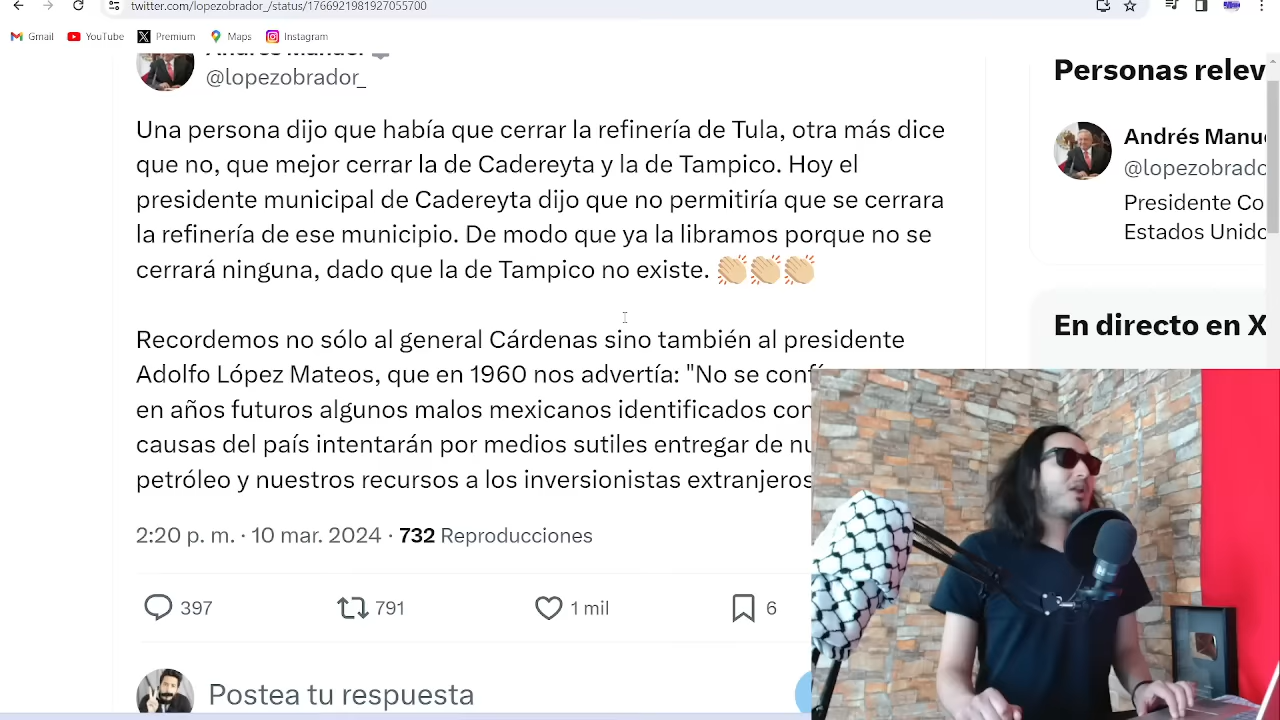 twitter.com/lopezobrador_/status/1766921981927055700
Gmail YouTube Premium Maps Instagram
Andrés Manuel
@lopezobrador_
Una persona dijo que había que cerrar la refinería de Tula, otra más dice
que no, que mejor cerrar la de Cadereyta y la de Tampico. Hoy el
presidente municipal de Cadereyta dijo que no permitiría que se cerrara
la refinería de ese municipio. De modo que ya la libramos porque no se
cerrará ninguna, dado que la de Tampico no existe. 👏🏼👏🏼👏🏼
Recordemos no sólo al general Cárdenas sino también al presidente
Adolfo López Mateos, que en 1960 nos advertía: "No se conf
en años futuros algunos malos mexicanos identificados con
causas del país intentarán por medios sutiles entregar de nu
petróleo y nuestros recursos a los inversionistas extranjeros
2:20 p. m. · 10 mar. 2024 · 732 Reproducciones
397 791 1 mil 6
Postea tu respuesta
Personas relev
Andrés Manu
@lopezobrado
Presidente Co
Estados Unido
En directo en X